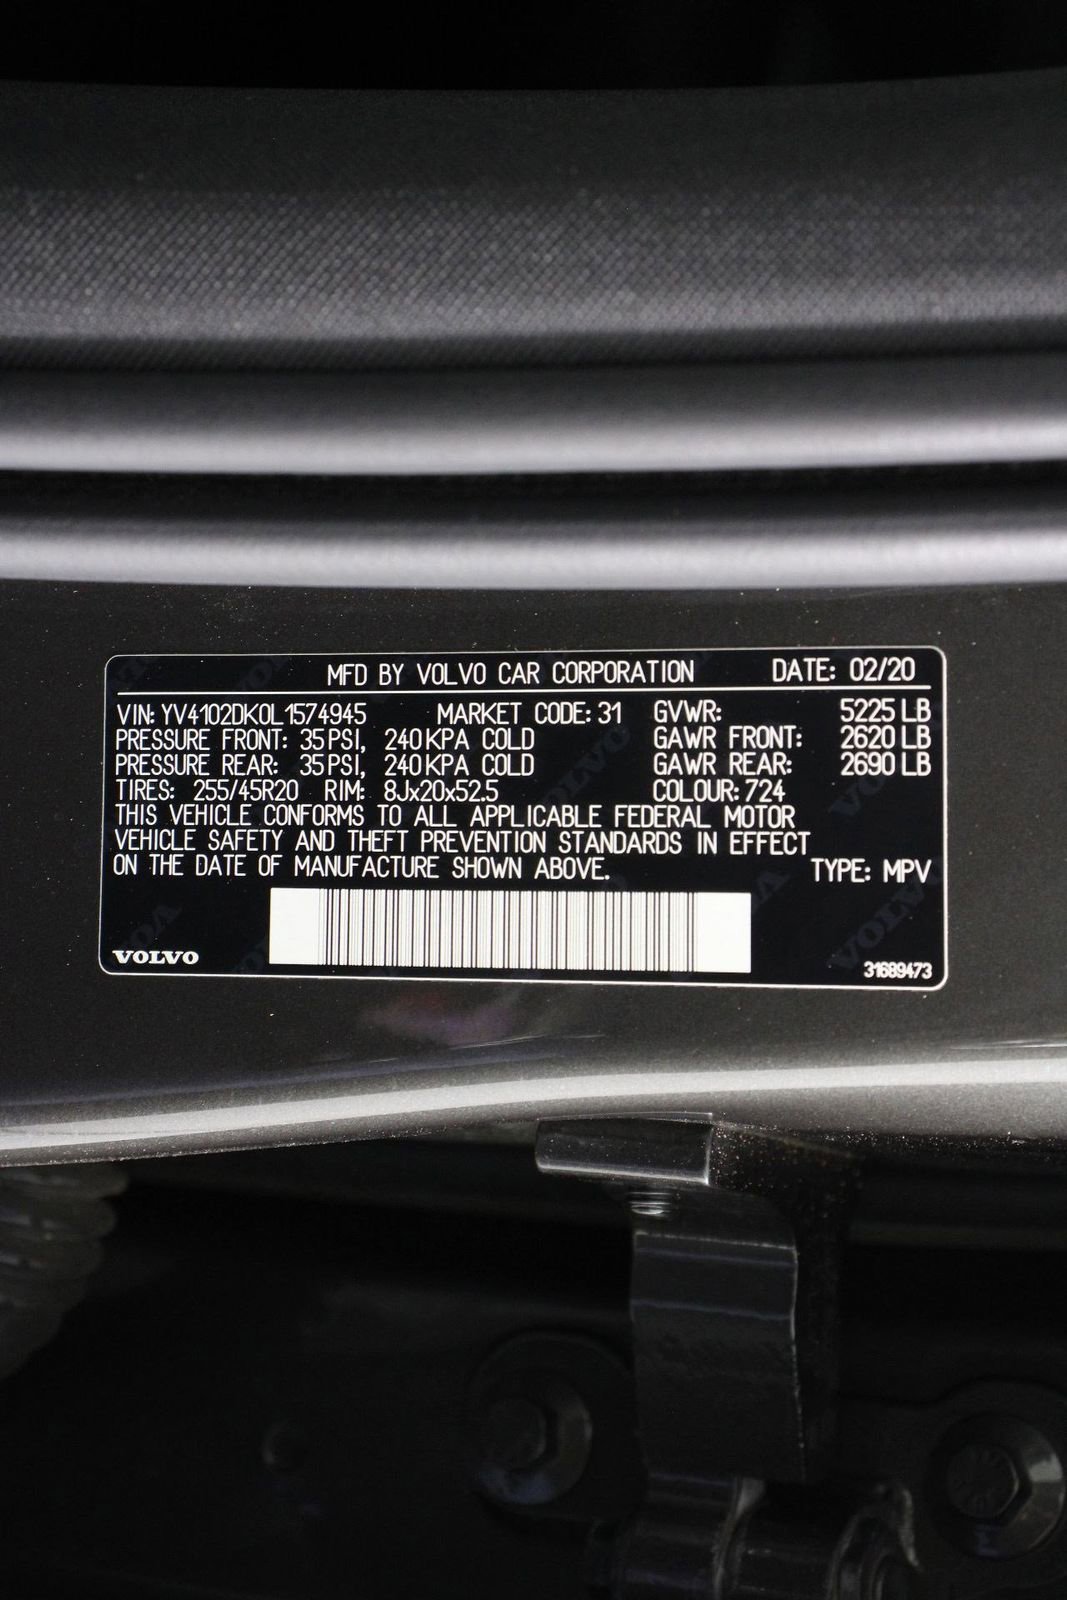 MFD BY VOLVO CAR CORPORATION DATE: 02/20
VIN: YV4102DK0L1574945 MARKET CODE: 31 GVWR: 5225 LB
PRESSURE FRONT: 35 PSI, 240 KPA COLD GAWR FRONT: 2620 LB
PRESSURE REAR: 35 PSI, 240 KPA COLD GAWR REAR: 2690 LB
TIRES: 255/45R20 RIM: 8Jx20x52.5 COLOUR: 724
THIS VEHICLE CONFORMS TO ALL APPLICABLE FEDERAL MOTOR
VEHICLE SAFETY AND THEFT PREVENTION STANDARDS IN EFFECT
ON THE DATE OF MANUFACTURE SHOWN ABOVE. TYPE: MPV
VOLVO 31689473